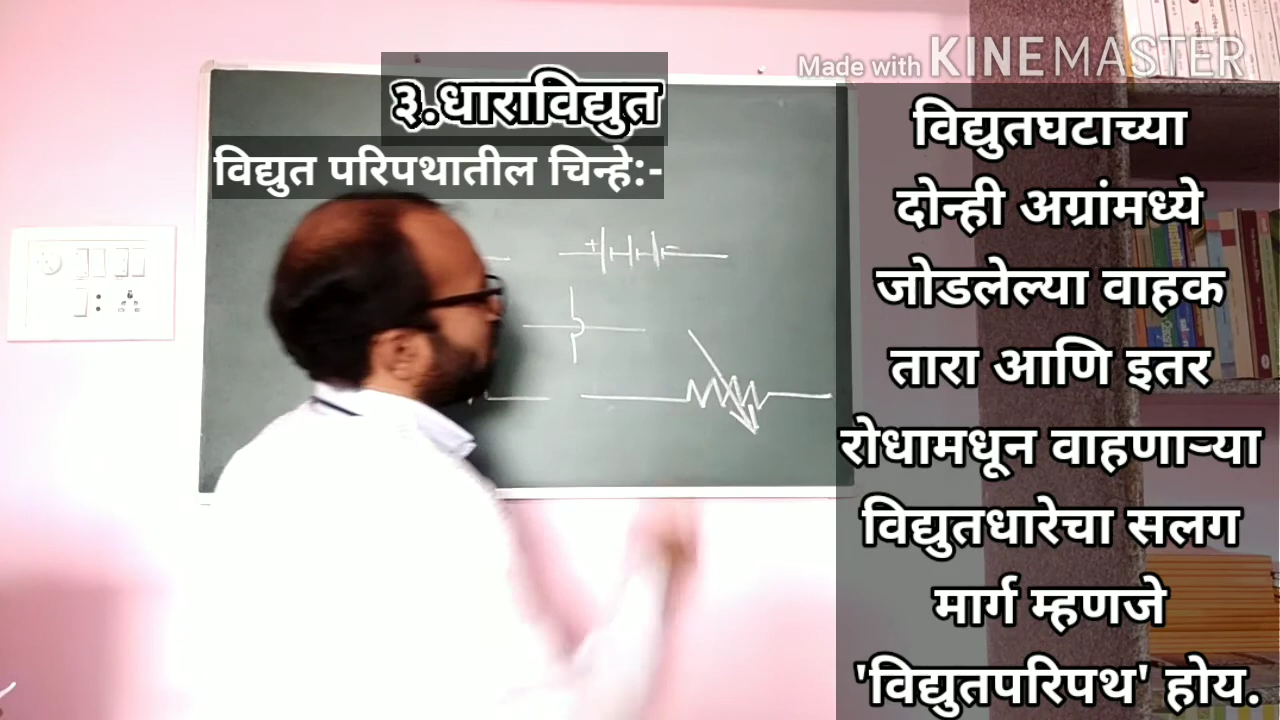 Made with KINEMASTER
३.धाराविद्युत
विद्युत परिपथातील चिन्हे:-
विद्युतघटाच्या
दोन्ही अग्रांमध्ये
जोडलेल्या वाहक
तारा आणि इतर
रोधामधून वाहणाऱ्या
विद्युतधारेचा सलग
मार्ग म्हणजे
'विद्युतपरिपथ' होय.
+ -